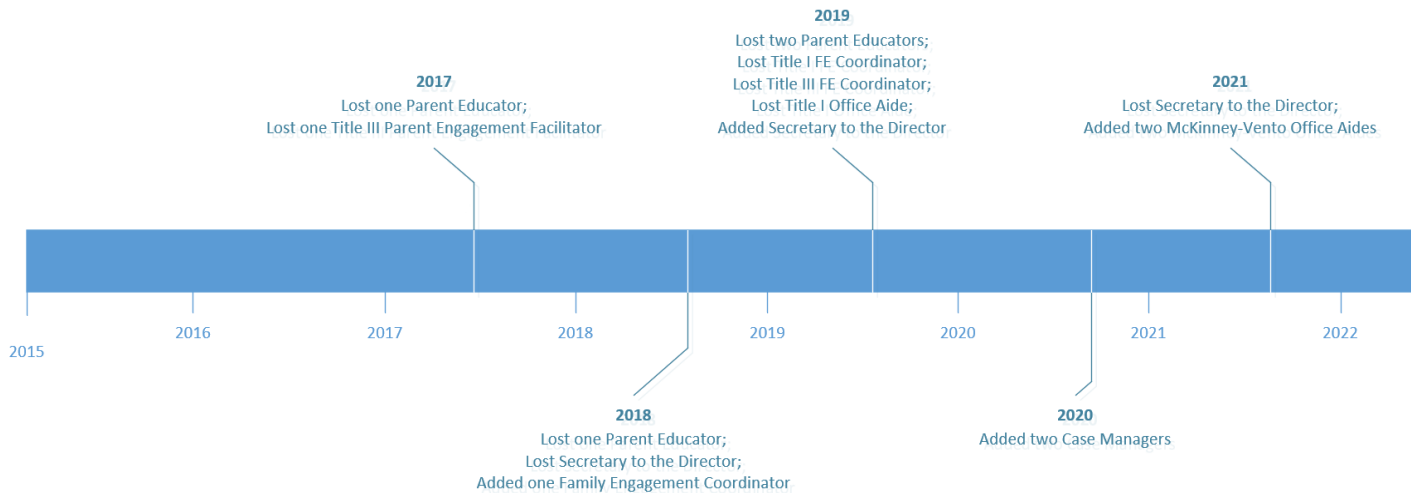 2019
Lost two Parent Educators;
Lost Title I FE Coordinator;
Lost Title III FE Coordinator;
Lost Title I Office Aide;
Added Secretary to the Director
2017
Lost one Parent Educator;
Lost one Title III Parent Engagement Facilitator
2021
Lost Secretary to the Director;
Added two McKinney-Vento Office Aides
2015
2016
2017
2018
2019
2020
2021
2022
2018
Lost one Parent Educator;
Lost Secretary to the Director;
Added one Family Engagement Coordinator
2020
Added two Case Managers